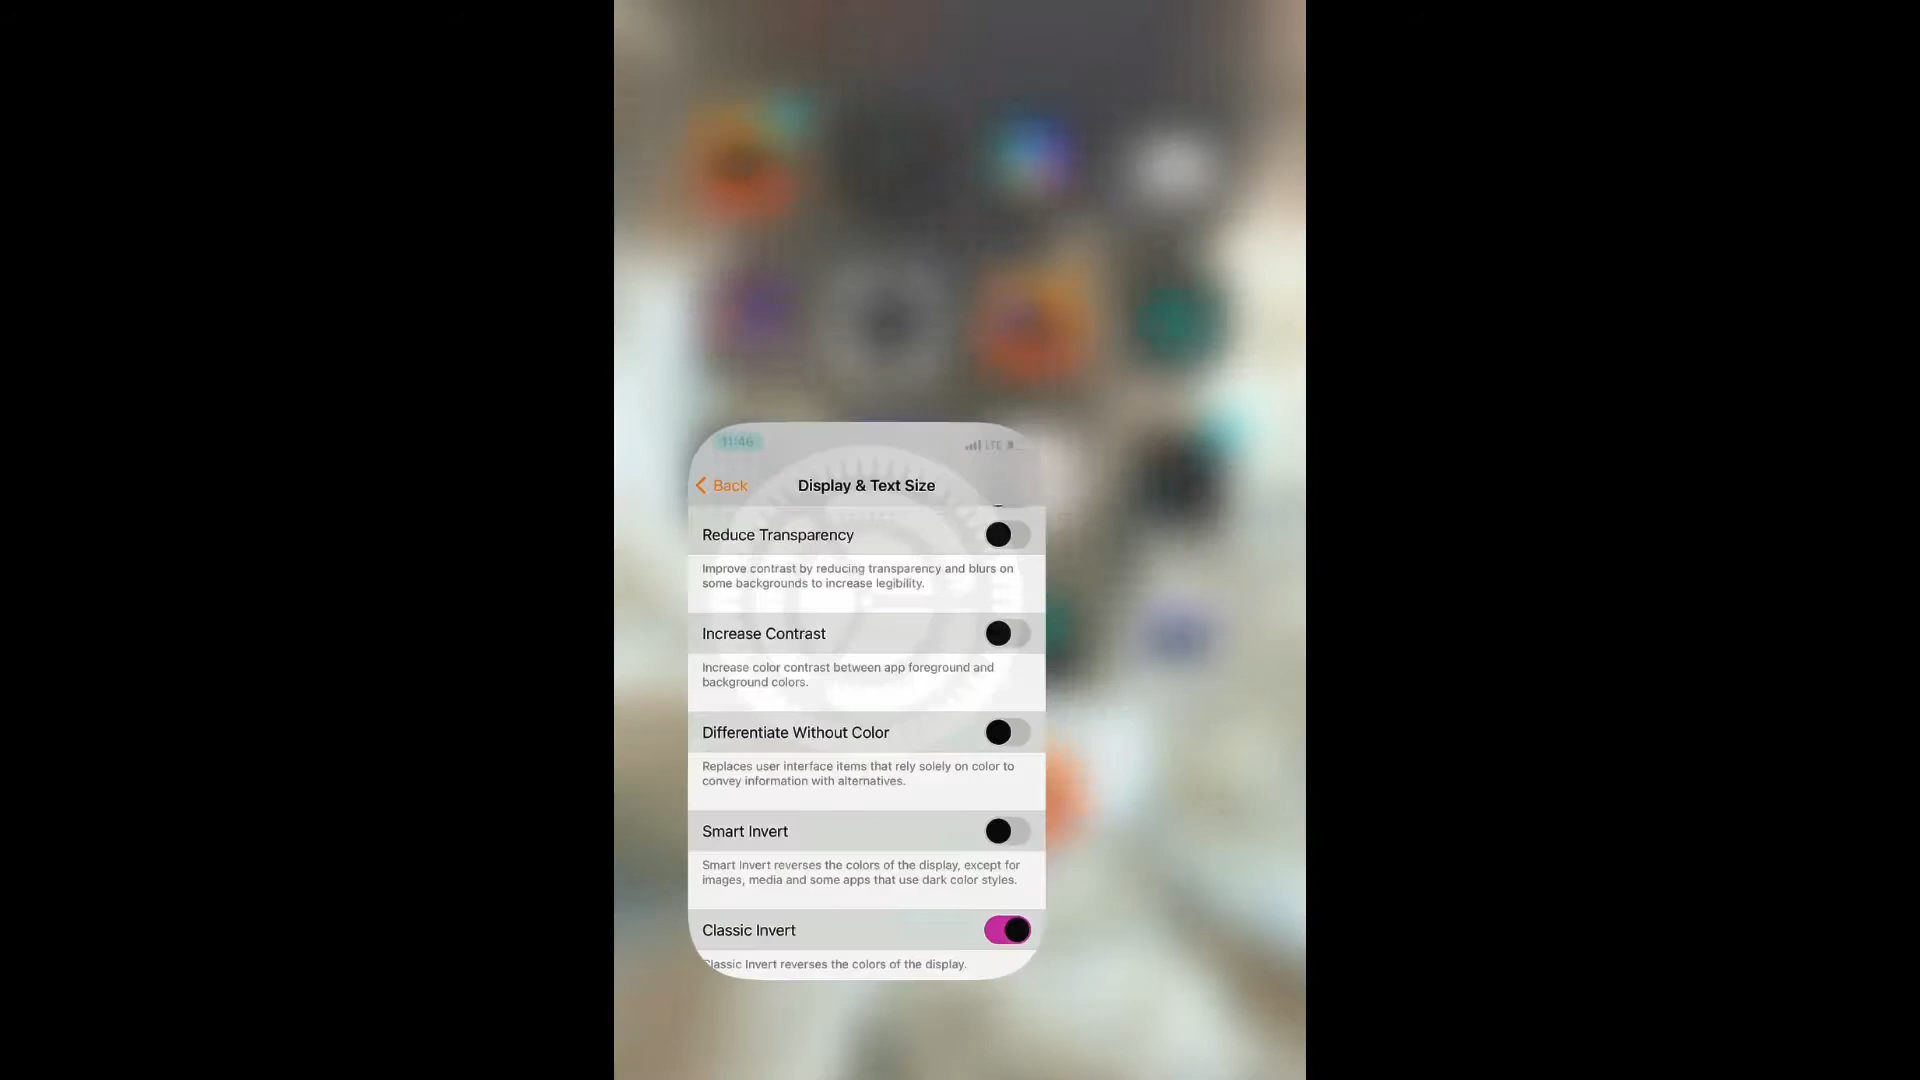 11:46
LTE
Back
Display & Text Size
Reduce Transparency
Improve contrast by reducing transparency and blurs on
some backgrounds to increase legibility.
Increase Contrast
Increase color contrast between app foreground and
background colors.
Differentiate Without Color
Replaces user interface items that rely solely on color to
convey information with alternatives.
Smart Invert
Smart Invert reverses the colors of the display, except for
images, media and some apps that use dark color styles.
Classic Invert
Classic Invert reverses the colors of the display.